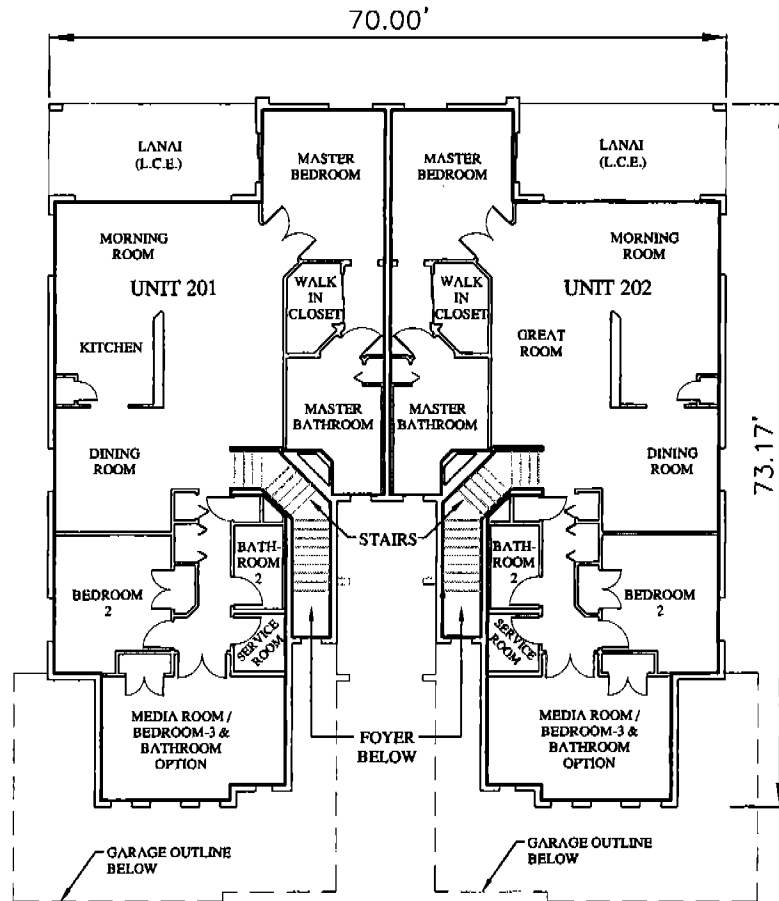 70.00'
LANAI
(L.C.E.)
MASTER
BEDROOM
MASTER
BEDROOM
LANAI
(L.C.E.)
MORNING
ROOM
MORNING
ROOM
UNIT 201
WALK
IN
CLOSET
WALK
IN
CLOSET
UNIT 202
KITCHEN
GREAT
ROOM
MASTER
BATHROOM
MASTER
BATHROOM
DINING
ROOM
DINING
ROOM
73.17'
STAIRS
BATH-
ROOM
2
BATH-
ROOM
2
BEDROOM
2
BEDROOM
2
SERVICE
ROOM
SERVICE
ROOM
MEDIA ROOM /
BEDROOM-3 &
BATHROOM
OPTION
FOYER
BELOW
MEDIA ROOM /
BEDROOM-3 &
BATHROOM
OPTION
GARAGE OUTLINE
BELOW
GARAGE OUTLINE
BELOW